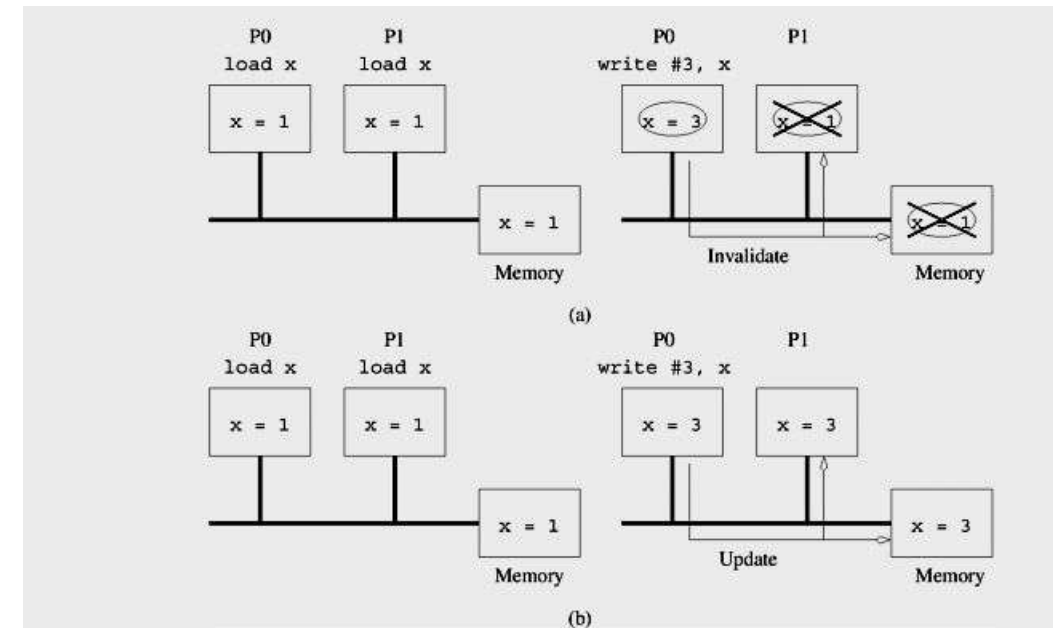 P0 P1 P0 P1
load x load x write #3, x
x = 1 x = 1 x = 3 x = 1
x = 1 x = 1
Invalidate
Memory Memory
(a)
P0 P1 P0 P1
load x load x write #3, x
x = 1 x = 1 x = 3 x = 3
x = 1 x = 3
Update
Memory Memory
(b)